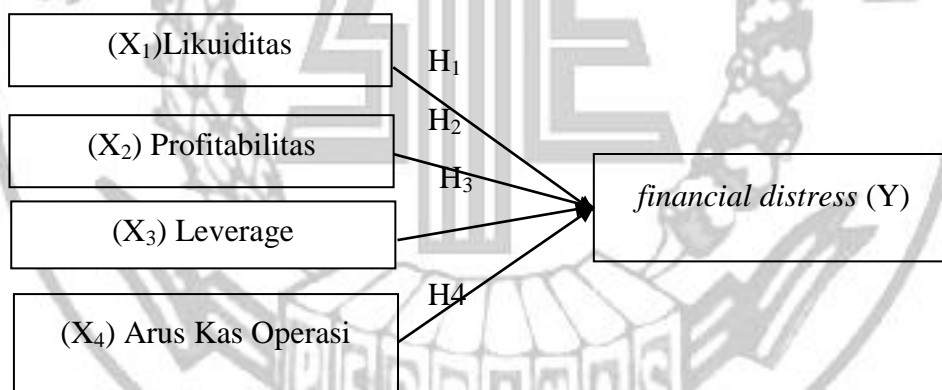 (X₁)Likuiditas
H₁
H₂
(X₂) Profitabilitas
H₃
financial distress (Y)
(X₃) Leverage
H4
(X₄) Arus Kas Operasi